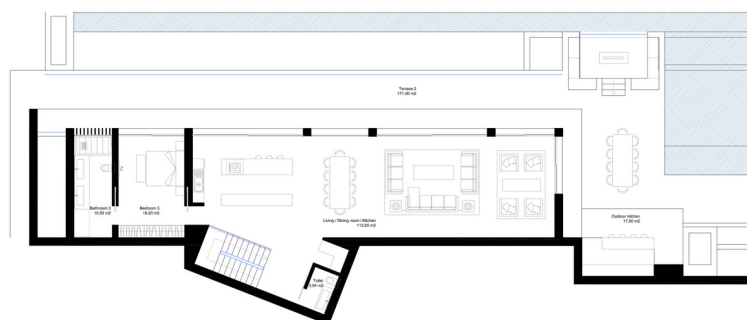 Terrace 2
171.00 m2
Bathroom 3
10.50 m2
Bedroom 3
18.20 m2
Living / Dining room / Kitchen
113.00 m2
Outdoor kitchen
17.90 m2
Toilet
3.04 m2